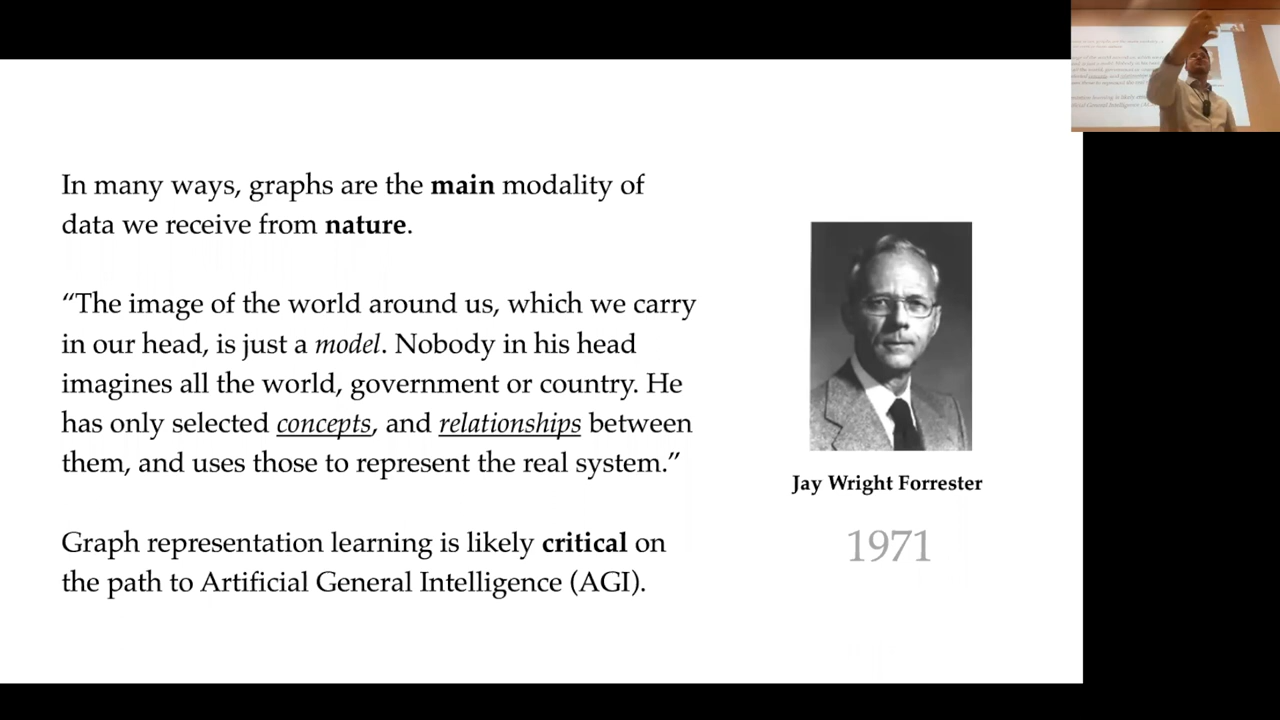 In many ways, graphs are the main modality of
data we receive from nature.
“The image of the world around us, which we carry
in our head, is just a model. Nobody in his head
imagines all the world, government or country. He
has only selected concepts, and relationships between
them, and uses those to represent the real system.”
Graph representation learning is likely critical on
the path to Artificial General Intelligence (AGI).
Jay Wright Forrester
1971